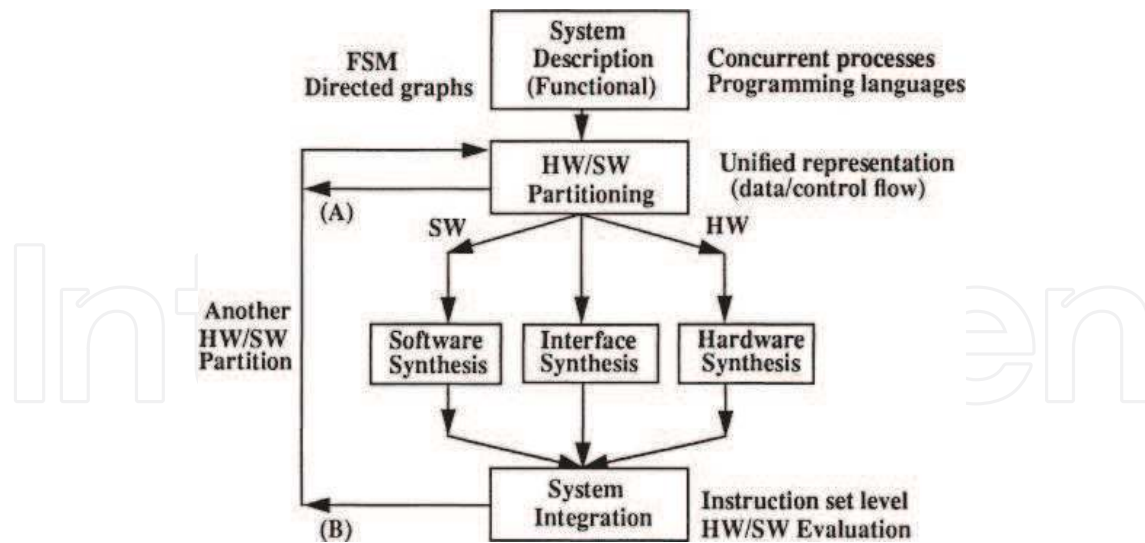 System
Description
(Functional)
FSM
Directed graphs
Concurrent processes
Programming languages
HW/SW
Partitioning
Unified representation
(data/control flow)
(A)
SW
HW
Another
HW/SW
Partition
Software
Synthesis
Interface
Synthesis
Hardware
Synthesis
System
Integration
(B)
Instruction set level
HW/SW Evaluation